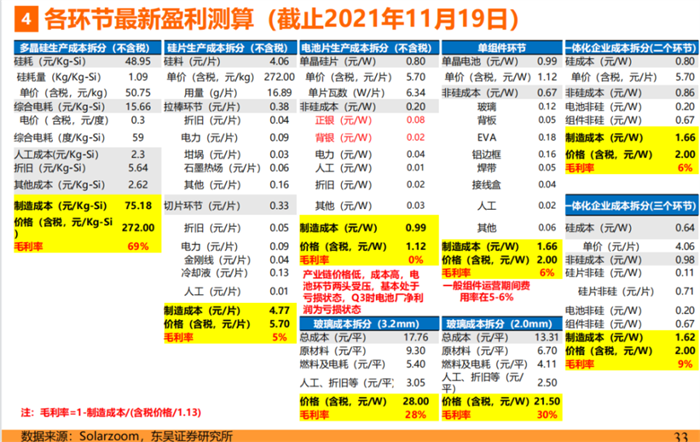 4 各环节最新盈利测算(截止2021年11月19日)
多晶硅生产成本拆分(不含税)
硅耗(元/Kg-Si) 48.95
硅耗量(Kg/Kg-Si) 1.09
单价(含税,元/kg) 50.75
综合电耗(元/Kg-Si) 15.66
电价(含税,元/度) 0.3
综合电耗(度/Kg-Si) 59
人工成本(元/Kg-Si) 2.3
折旧(元/Kg-Si) 5.64
其他成本(元/Kg-Si) 2.62
制造成本(元/Kg-Si) 75.18
价格(含税,元/Kg-Si
) 272.00
毛利率 69%
硅片生产成本拆分(不含税)
硅料(元/片) 4.06
单价(含税,元/kg) 272.00
用量(g/片) 16.89
拉棒环节(元/片) 0.38
折旧(元/片) 0.04
电力(元/片) 0.09
坩埚(元/片) 0.03
石墨热场(元/片) 0.06
其他(元/片) 0.16
切片环节(元/片) 0.33
折旧(元/片) 0.05
电力(元/片) 0.09
金刚线(元/片) 0.04
冷却液(元/片) 0.13
人工(元/片) 0.01
制造成本(元/片) 4.77
价格(含税,元/片) 5.70
毛利率 5%
电池片生产成本拆分(不含税)
单晶硅片(元/W) 0.80
单价(含税,元/片) 5.70
单片瓦数(W/片) 6.34
非硅成本(元/W) 0.20
正银(元/W) 0.08
背银(元/W) 0.02
电力(元/W) 0.04
人工(元/W) 0.01
折旧(元/W) 0.02
其他(元/W) 0.03
制造成本(元/W) 0.99
价格(含税,元/W) 1.12
毛利率 0%
产业链价格低,成本高,电
池环节两头受压,基本处于
亏损状态,Q3时电池厂净利
润为亏损状态
单组件环节
单晶电池(元/W) 0.99
单价(含税,元/W) 1.12
非硅成本(元/W) 0.67
玻璃 0.12
背板 0.05
EVA 0.18
铝边框 0.16
焊带 0.05
接线盒 0.04
人工 0.02
其他 0.06
制造成本(元/W) 1.66
价格(含税,元/W) 2.00
毛利率 6%
一般组件运营期间费
用率在5-6%
一体化企业成本拆分(二个环节)
硅成本(元/W) 0.80
单价(含税,元/片) 5.70
非硅成本(元/W) 0.86
电池非硅(元/W) 0.20
组件非硅(元/W) 0.67
制造成本(元/W) 1.66
价格(含税,元/W) 2.00
毛利率 6%
一体化企业成本拆分(三个环节)
硅成本(元/W) 0.64
单价(元/片) 4.06
非硅成本(元/W) 0.98
硅片非硅(元/W) 0.11
硅片非硅(元/片) 0.71
电池非硅(元/W) 0.20
组件非硅(元/W) 0.67
制造成本(元/W) 1.62
价格(含税,元/W) 2.00
毛利率 9%
玻璃成本拆分(3.2mm)
总成本(元/平) 17.76
原材料(元/平) 9.30
燃料及电耗(元/平) 5.40
人工、折旧等(元/平) 3.05
价格(含税,元/平) 28.00
毛利率 28%
玻璃成本拆分(2.0mm)
总成本(元/平) 13.31
原材料(元/平) 6.70
燃料及电耗(元/平) 4.11
人工、折旧等(元/
平) 2.50
价格(含税,元/平) 21.50
毛利率 30%
注:毛利率=1-制造成本/(含税价格/1.13)
数据来源:Solarzoom,东吴证券研究所
33